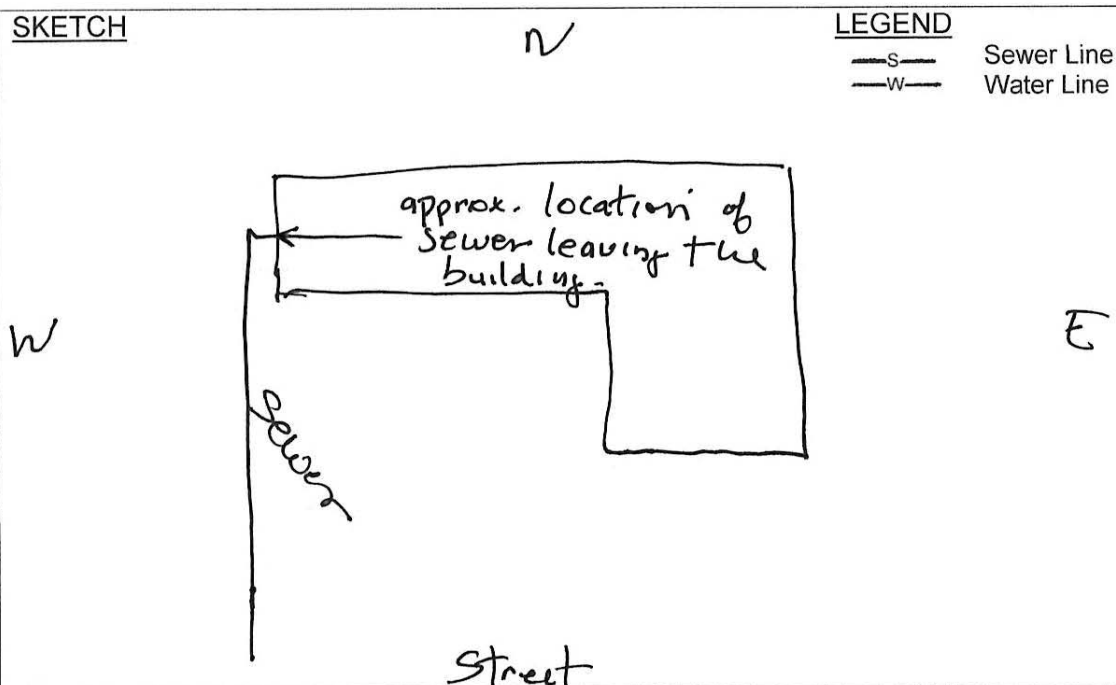 SKETCH
N
LEGEND
S Sewer Line
W Water Line
approx. location of
sewer leaving the
building.
W
E
Sewer
Street